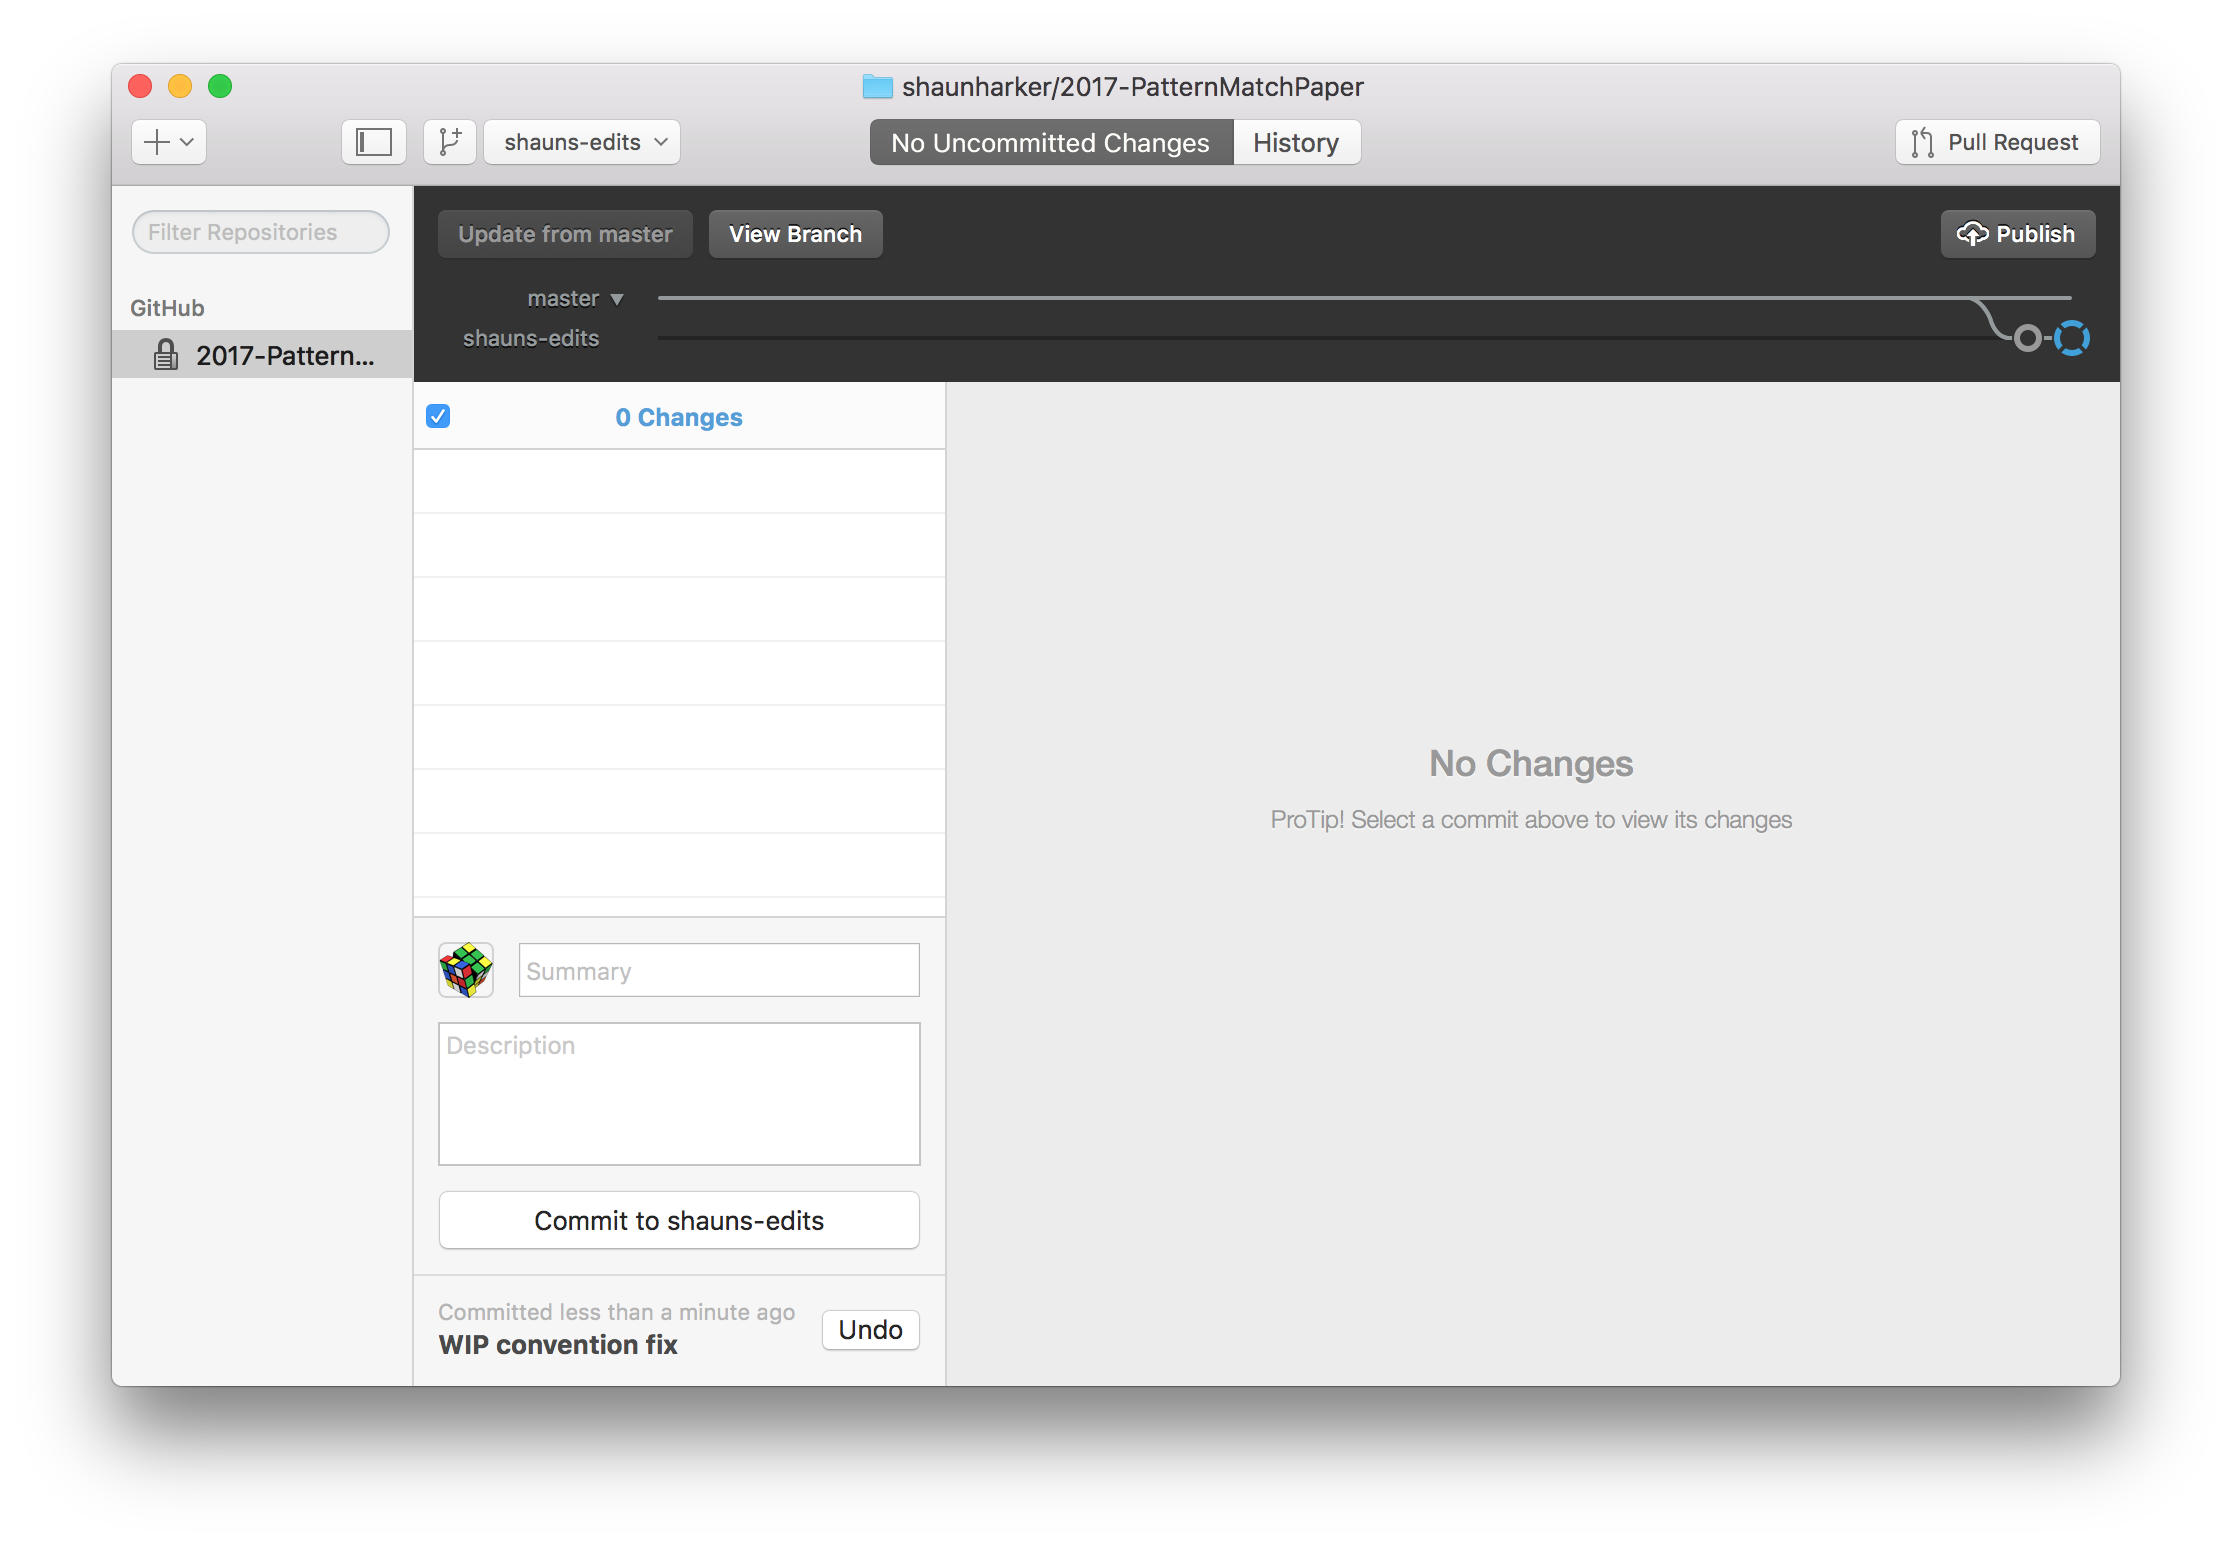 shaunharker/2017-PatternMatchPaper
shauns-edits
No Uncommitted Changes
History
Pull Request
Filter Repositories
Update from master
View Branch
Publish
GitHub
master
shauns-edits
2017-Pattern...
0 Changes
No Changes
ProTip! Select a commit above to view its changes
Summary
Description
Commit to shauns-edits
Committed less than a minute ago
WIP convention fix
Undo